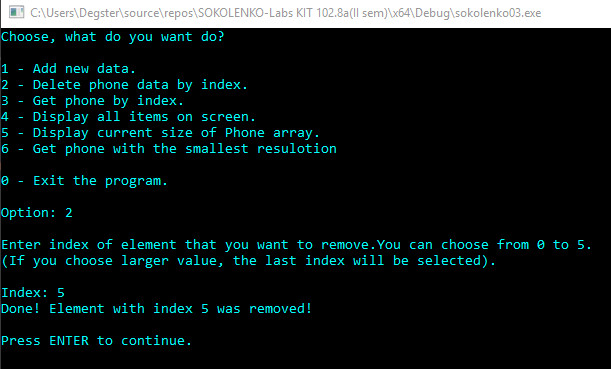 C:\Users\Degster\source\repos\SOKOLENKO-Labs KIT 102.8a(II sem)\x64\Debug\sokolenko03.exe
Choose, what do you want do?
1 - Add new data.
2 - Delete phone data by index.
3 - Get phone by index.
4 - Display all items on screen.
5 - Display current size of Phone array.
6 - Get phone with the smallest resulotion
0 - Exit the program.
Option: 2
Enter index of element that you want to remove.You can choose from 0 to 5.
(If you choose larger value, the last index will be selected).
Index: 5
Done! Element with index 5 was removed!
Press ENTER to continue.